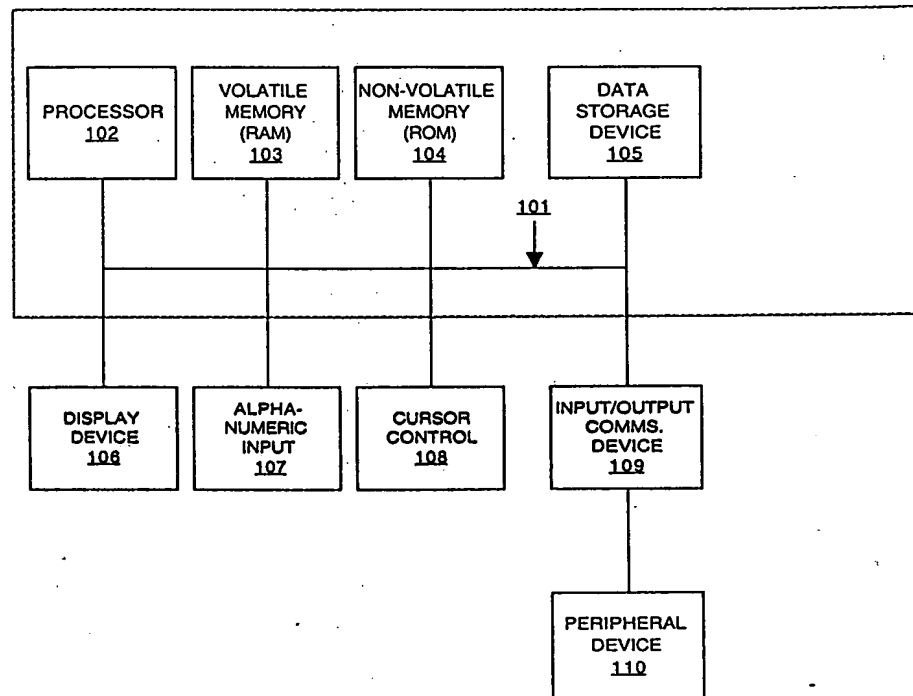 PROCESSOR
102
VOLATILE
MEMORY
(RAM)
103
NON-VOLATILE
MEMORY
(ROM)
104
DATA
STORAGE
DEVICE
105
101
DISPLAY
DEVICE
106
ALPHA-
NUMERIC
INPUT
107
CURSOR
CONTROL
108
INPUT/OUTPUT
COMMS.
DEVICE
109
PERIPHERAL
DEVICE
110